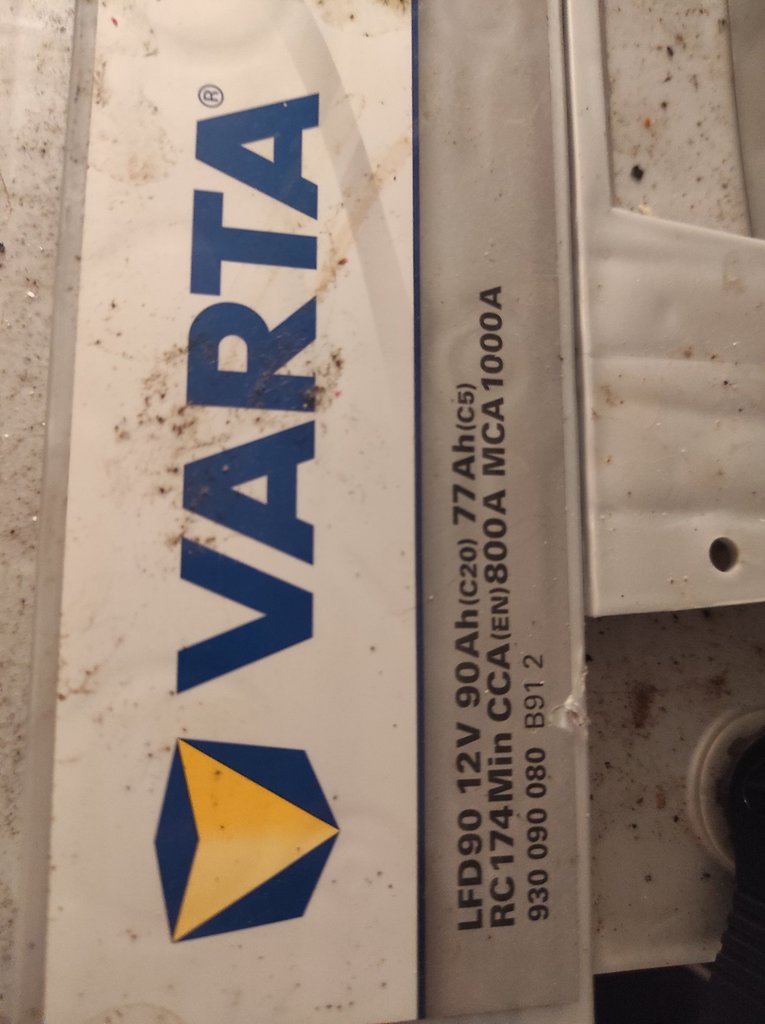 VARTA®
LFD90 12V 90Ah(C20) 77Ah(C5)
RC174Min CCA(EN)800A MCA1000A
930 090 080 B91 2